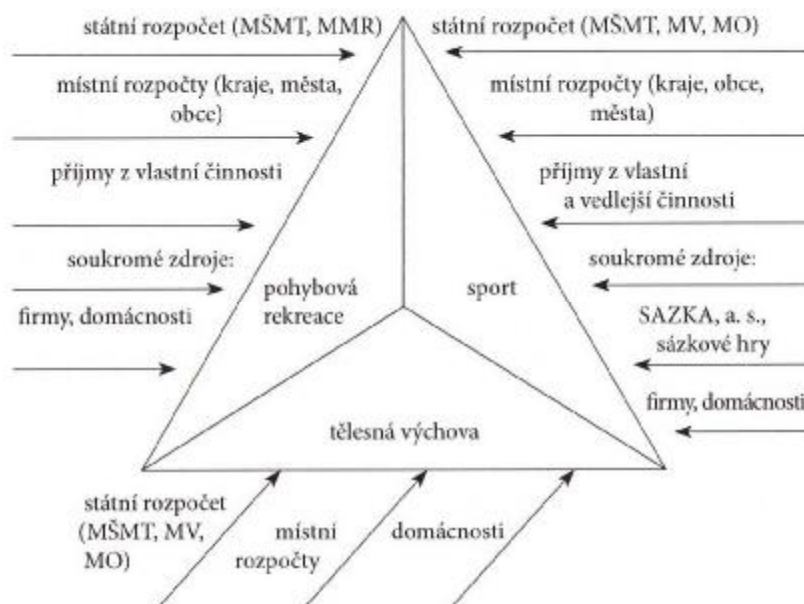 státní rozpočet (MŠMT, MMR)
místní rozpočty (kraje, města,
obce)
příjmy z vlastní činnosti
soukromé zdroje:
firmy, domácnosti
státní rozpočet (MŠMT, MV, MO)
místní rozpočty (kraje, obce,
města)
příjmy z vlastní
a vedlejší činnosti
soukromé zdroje:
SAZKA, a. s.,
sázkové hry
firmy, domácnosti
pohybová
rekreace
sport
tělesná výchova
státní rozpočet
(MŠMT, MV,
MO)
místní
rozpočty
domácnosti